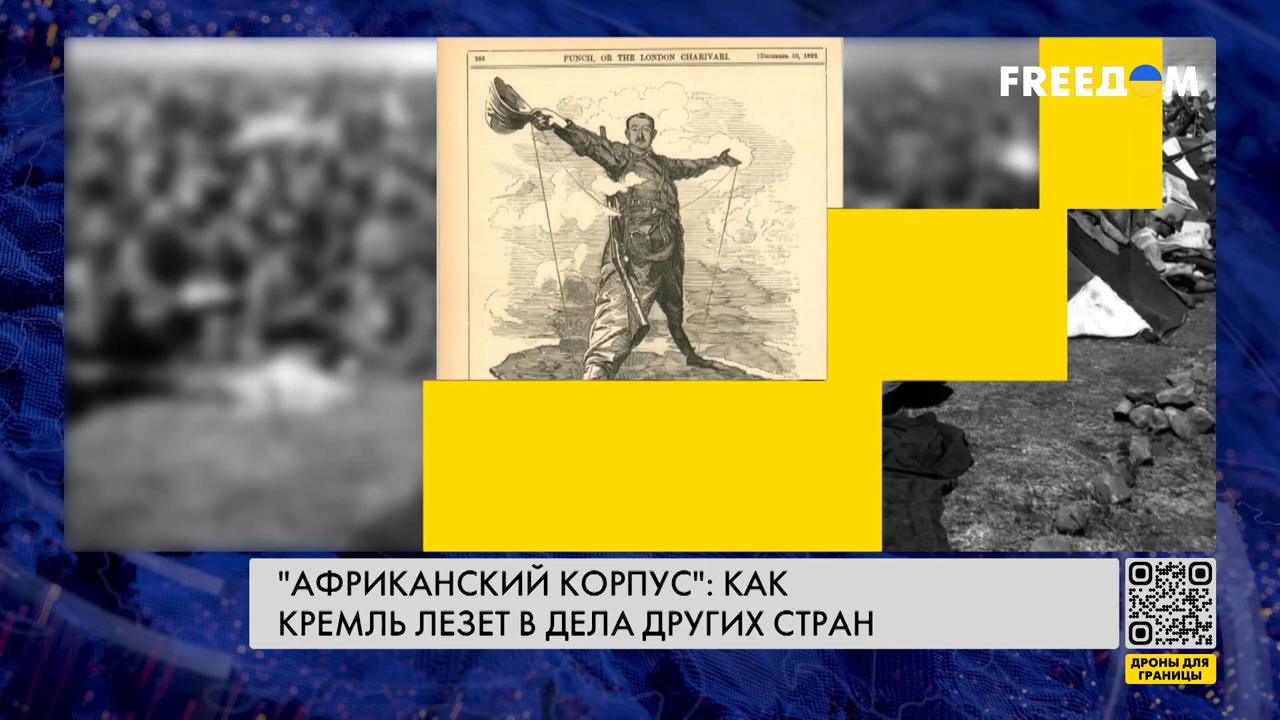 266 PUNCH, OR THE LONDON CHARIVARI. [December 10, 1892.
FREEДOM
"АФРИКАНСКИЙ КОРПУС": КАК
КРЕМЛЬ ЛЕЗЕТ В ДЕЛА ДРУГИХ СТРАН
ДРОНЫ ДЛЯ
ГРАНИЦЫ